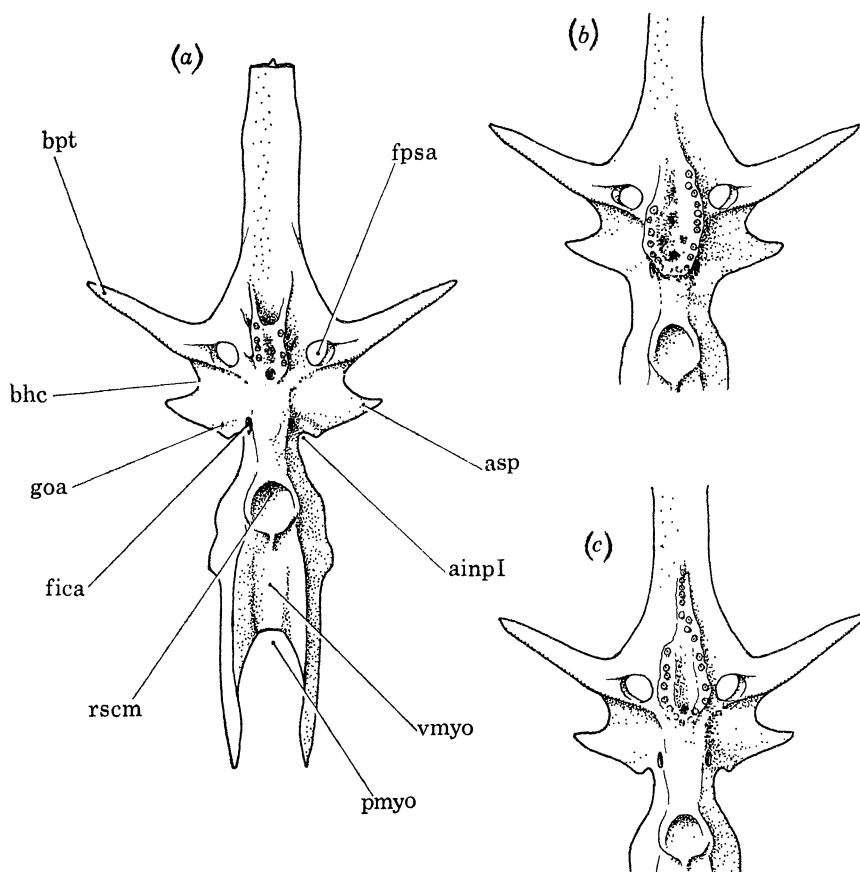 (a)
(b)
bpt
fpsa
bhc
goa
asp
fica
ainpI
(c)
rscm
vmyo
pmyo